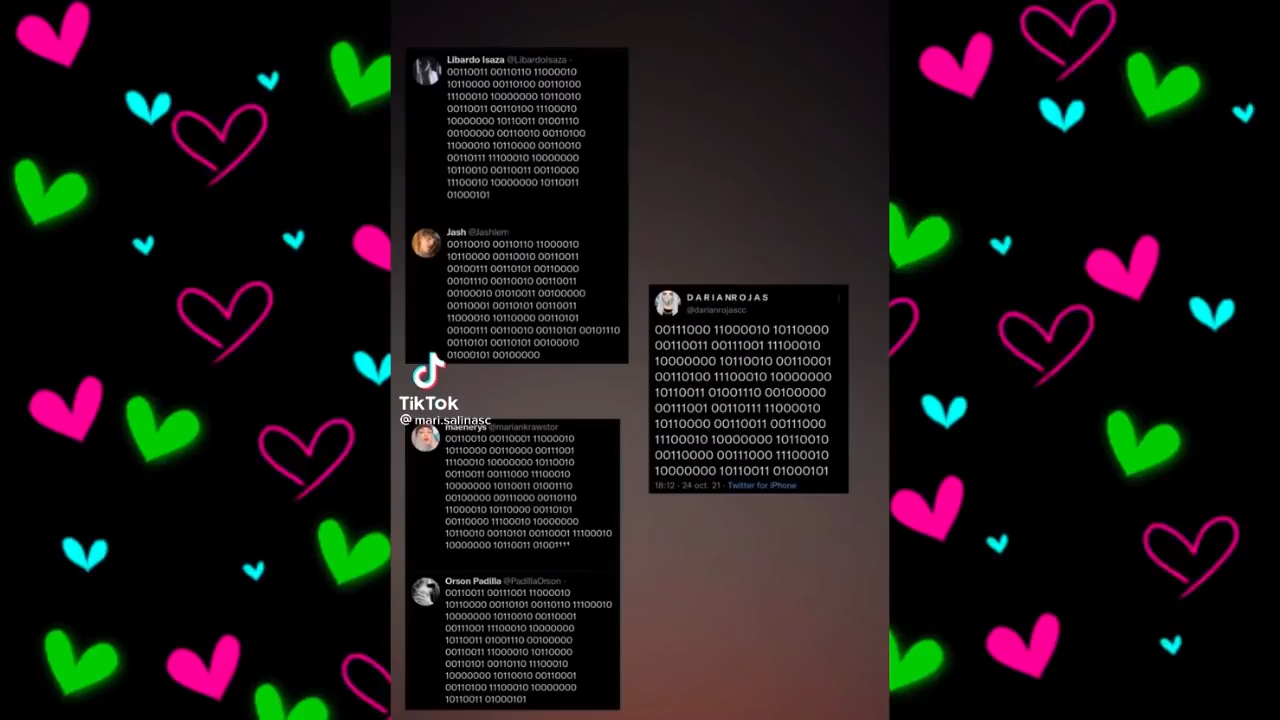 Libardo Isaza @LibardoIsaza ·
00110011 00110110 11000010
10110000 00110100 00110100
11100010 10000000 10110010
00110011 00110100 11100010
10000000 10110011 01001110
00100000 00110010 00110100
11000010 10110000 00110010
00110111 11100010 10000000
10110010 00110011 00110000
11100010 10000000 10110011
01000101
Jash @Jashlem
00110010 00110110 11000010
10110000 00110010 00110011
00100111 00110101 00110000
00101110 00110010 00110011
00100010 01010011 00100000
00110001 00110101 00110011
11000010 10110000 00110101
00100111 00110010 00110101 00101110
00110101 00110101 00100010
01000101 00100000
TikTok
@ mari.salinasc
maenerys @mariankrawstor
00110010 00110001 11000010
10110000 00110000 00111001
11100010 10000000 10110010
00110011 00111000 11100010
10000000 10110011 01001110
00100000 00111000 00110110
11000010 10110000 00110101
00110000 11100010 10000000
10110010 00110101 00110001 11100010
10000000 10110011
Orson Padilla @PadillaOrson ·
00110011 00111001 11000010
10110000 00110101 00110110 11100010
10000000 10110010 00110001
00111001 11100010 10000000
10110011 01001110 00100000
00110011 11000010 10110000
00110101 00110110 11100010
10000000 10110010 00110001
00110100 11100010 10000000
10110011 01000101
DARIANROJAS
@darianrojascc
00111000 11000010 10110000
00110011 00111001 11100010
10000000 10110010 00110001
00110100 11100010 10000000
10110011 01001110 00100000
00111001 00110111 11000010
10110000 00110011 00111000
11100010 10000000 10110010
00110000 00111000 11100010
10000000 10110011 01000101
18:12 · 24 oct. 21 · Twitter for iPhone